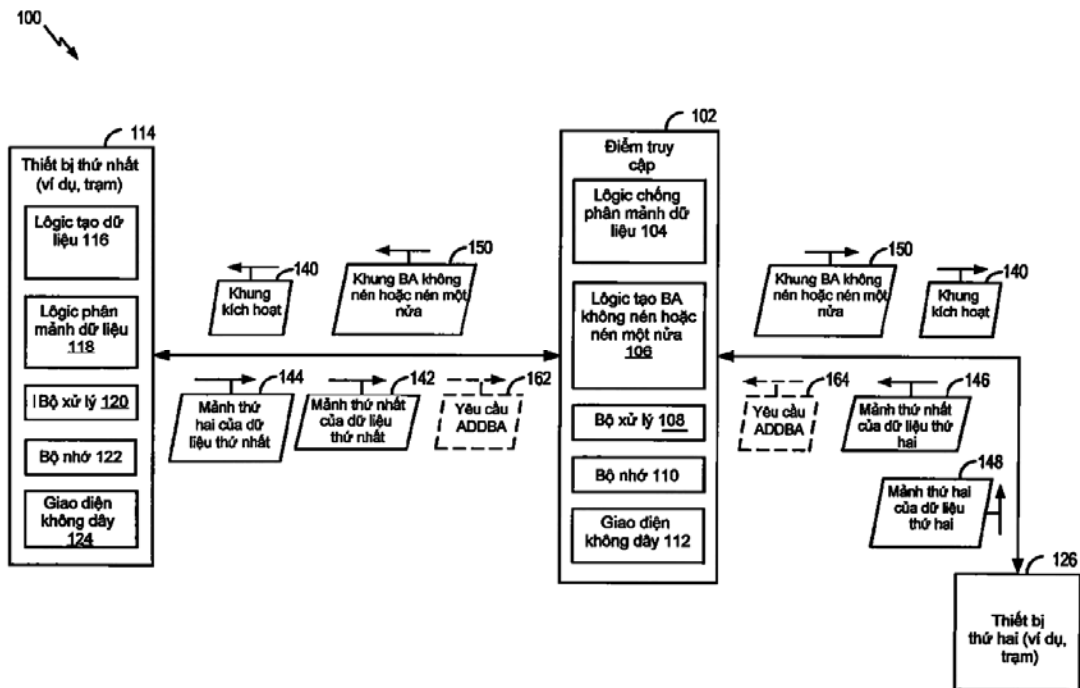 100
114
Thiết bị thứ nhất
(ví dụ, trạm)
Lôgic tạo dữ
liệu 116
Lôgic phân
mảnh dữ liệu
118
Bộ xử lý 120
Bộ nhớ 122
Giao diện
không dây
124
140
Khung
kích hoạt
150
Khung BA không
nén hoặc nén một
nửa
144
Mảnh thứ
hai của dữ
liệu thứ nhất
142
Mảnh thứ nhất
của dữ liệu
thứ nhất
162
Yêu cầu
ADDBA
102
Điểm truy
cập
Lôgic chống
phân mảnh dữ
liệu 104
Lôgic tạo BA
không nén hoặc
nén một nửa
106
Bộ xử lý 108
Bộ nhớ 110
Giao diện
không dây 112
150
Khung BA không
nén hoặc nén một
nửa
140
Khung
kích hoạt
164
Yêu cầu
ADDBA
146
Mảnh thứ nhất
của dữ liệu thứ
hai
148
Mảnh thứ hai
của dữ liệu
thứ hai
126
Thiết bị
thứ hai (ví dụ,
trạm)